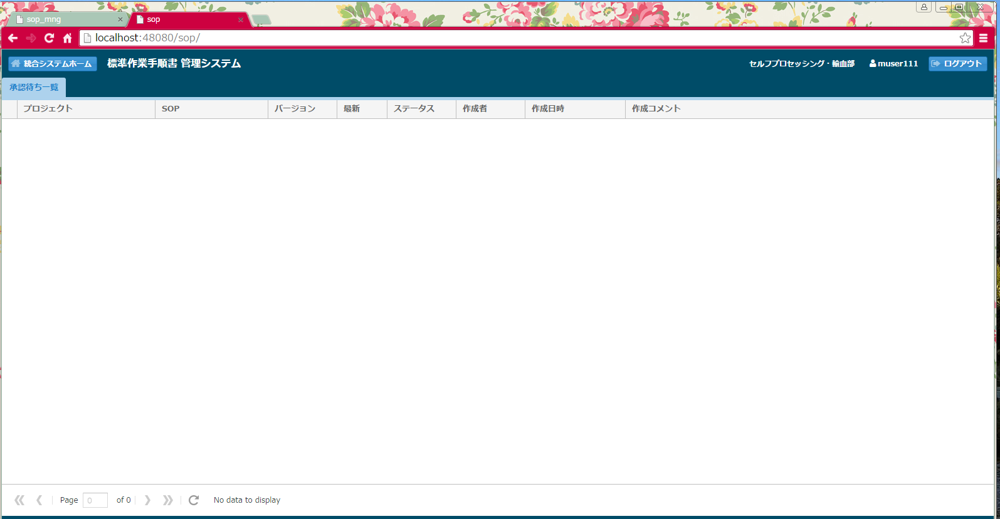 sop_mng
sop
localhost:48080/sop/
統合システムホーム 標準作業手順書 管理システム セルフプロセッシング・輸血部 muser111 ログアウト
承認待ち一覧
プロジェクト SOP バージョン 最新 ステータス 作成者 作成日時 作成コメント
Page 0 of 0 No data to display